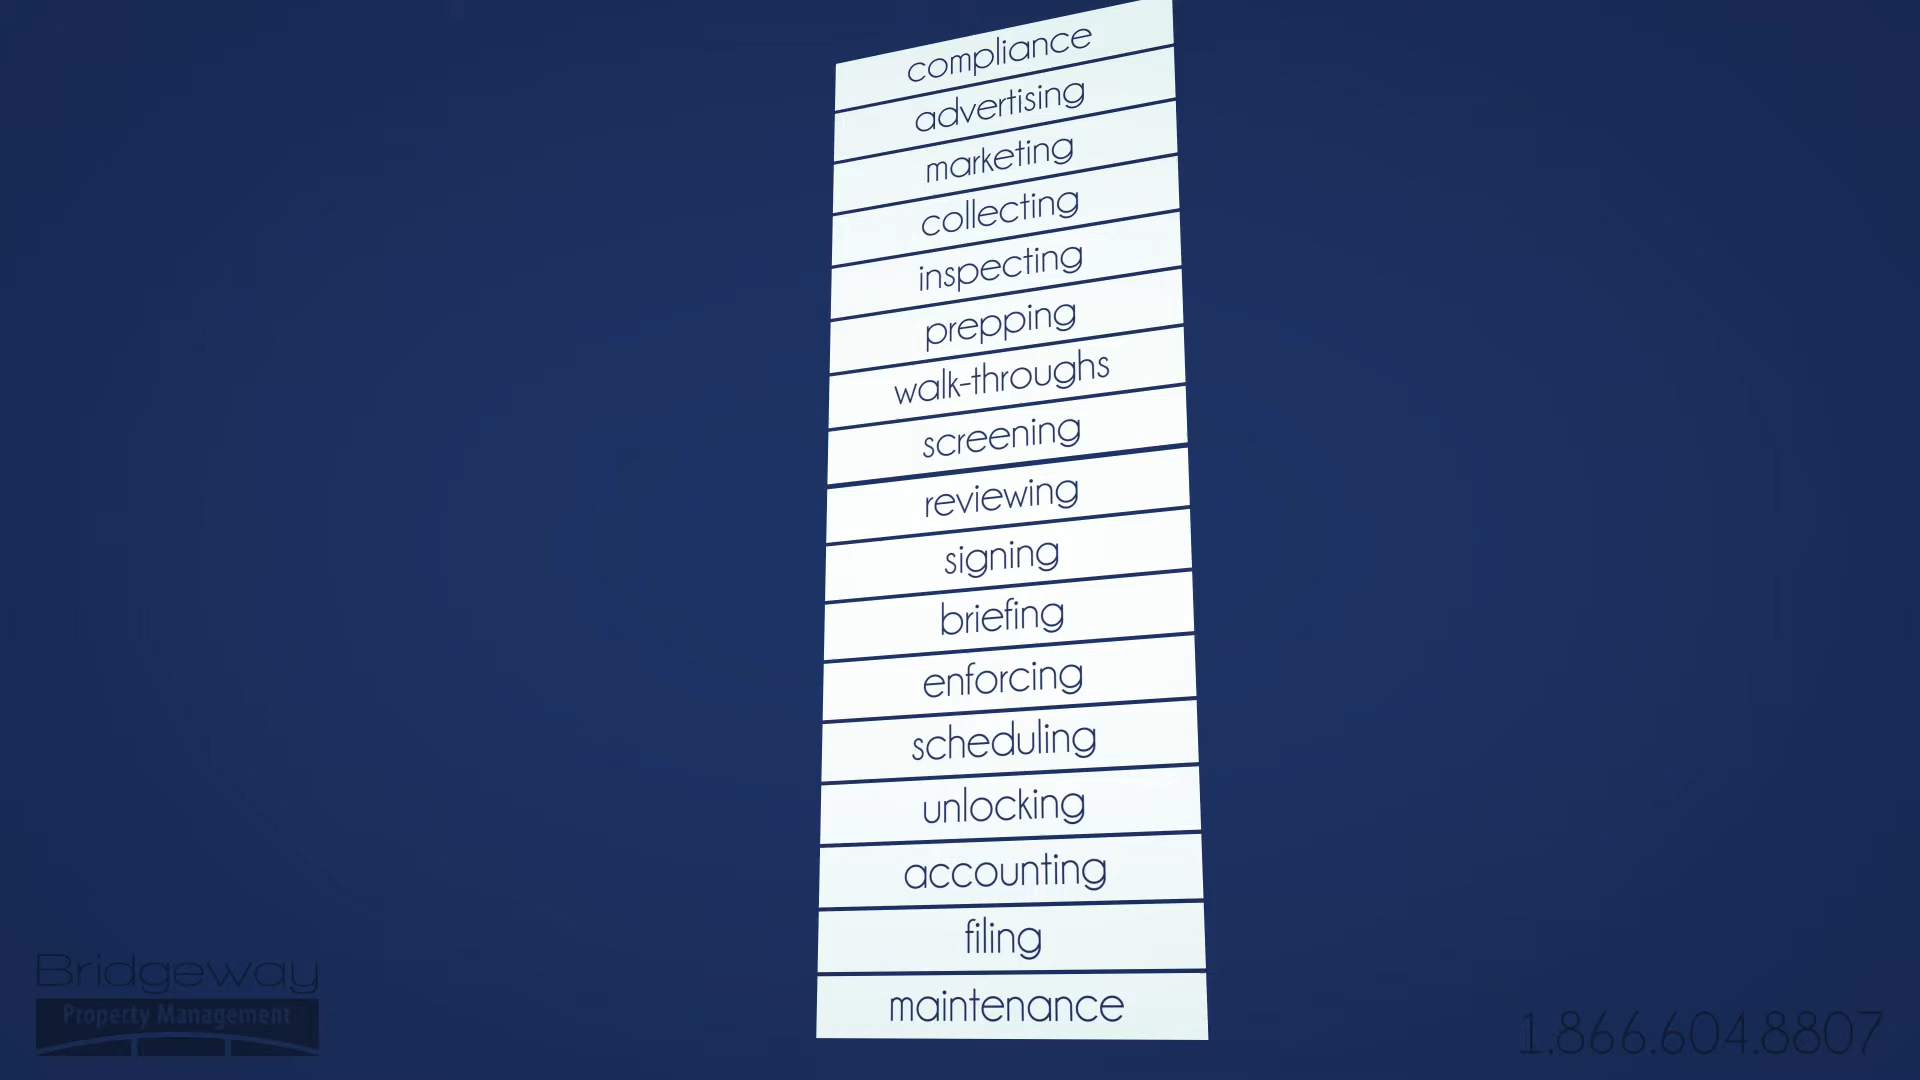 compliance
advertising
marketing
collecting
inspecting
prepping
walk-throughs
screening
reviewing
signing
briefing
enforcing
scheduling
unlocking
accounting
filing
maintenance
Bridgeway
Property Management
1.866.604.8807